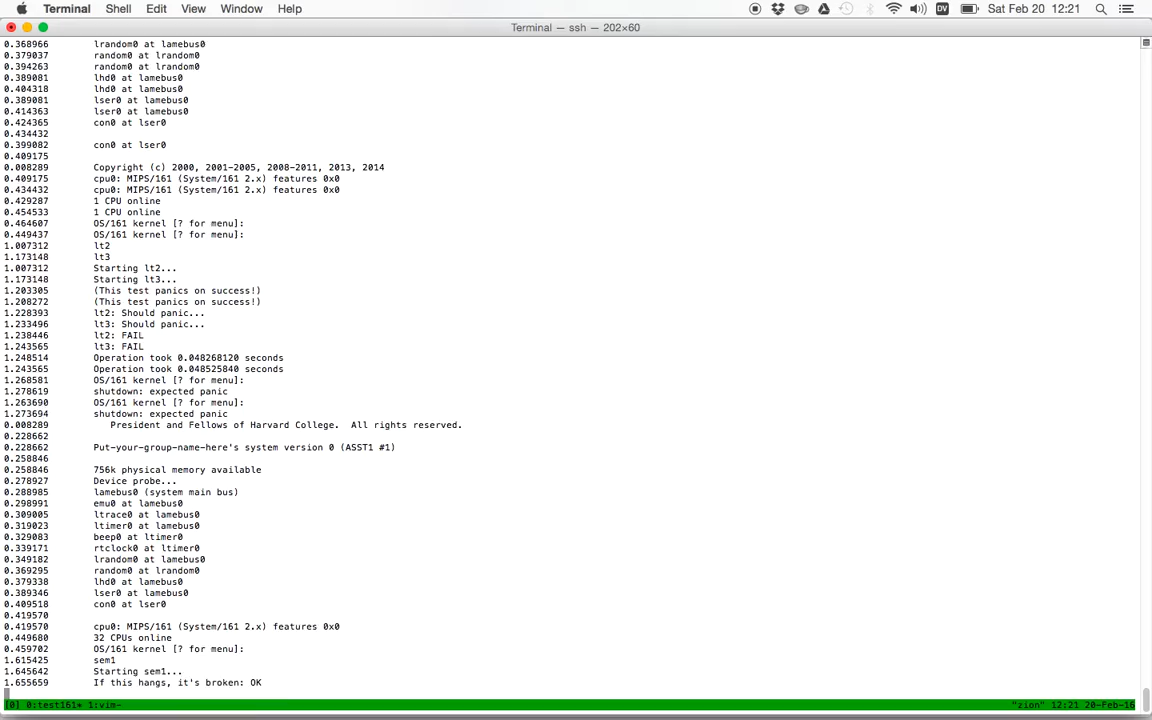 Terminal Shell Edit View Window Help DV Sat Feb 20 12:21
Terminal — ssh — 202×60
0.368966 lrandom0 at lamebus0
0.379037 random0 at lrandom0
0.394263 random0 at lrandom0
0.389081 lhd0 at lamebus0
0.404318 lhd0 at lamebus0
0.389081 lser0 at lamebus0
0.414363 lser0 at lamebus0
0.424365 con0 at lser0
0.434432
0.399082 con0 at lser0
0.409175
0.008289 Copyright (c) 2000, 2001-2005, 2008-2011, 2013, 2014
0.409175 cpu0: MIPS/161 (System/161 2.x) features 0x0
0.434432 cpu0: MIPS/161 (System/161 2.x) features 0x0
0.429287 1 CPU online
0.454533 1 CPU online
0.464607 OS/161 kernel [? for menu]:
0.449437 OS/161 kernel [? for menu]:
1.007312 lt2
1.173148 lt3
1.007312 Starting lt2...
1.173148 Starting lt3...
1.203305 (This test panics on success!)
1.208272 (This test panics on success!)
1.228393 lt2: Should panic...
1.233496 lt3: Should panic...
1.238446 lt2: FAIL
1.243565 lt3: FAIL
1.248514 Operation took 0.048268120 seconds
1.243565 Operation took 0.048525840 seconds
1.268581 OS/161 kernel [? for menu]:
1.278619 shutdown: expected panic
1.263690 OS/161 kernel [? for menu]:
1.273694 shutdown: expected panic
0.008289 President and Fellows of Harvard College. All rights reserved.
0.228662
0.228662 Put-your-group-name-here's system version 0 (ASST1 #1)
0.258846
0.258846 756k physical memory available
0.278927 Device probe...
0.288985 lamebus0 (system main bus)
0.298991 emu0 at lamebus0
0.309005 ltrace0 at lamebus0
0.319023 ltimer0 at lamebus0
0.329083 beep0 at ltimer0
0.339171 rtclock0 at ltimer0
0.349182 lrandom0 at lamebus0
0.369295 random0 at lrandom0
0.379338 lhd0 at lamebus0
0.389346 lser0 at lamebus0
0.409518 con0 at lser0
0.419570
0.419570 cpu0: MIPS/161 (System/161 2.x) features 0x0
0.449680 32 CPUs online
0.459702 OS/161 kernel [? for menu]:
1.615425 sem1
1.645642 Starting sem1...
1.655659 If this hangs, it's broken: OK
[0] 0:test161* 1:vim- "zion" 12:21 20-Feb-16